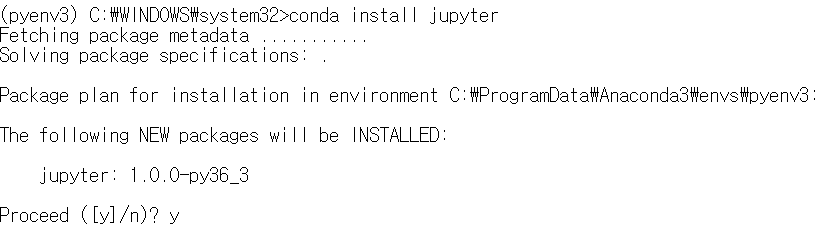 (pyenv3) C:₩WINDOWS₩system32>conda install jupyter
Fetching package metadata ...........
Solving package specifications: .
Package plan for installation in environment C:₩ProgramData₩Anaconda3₩envs₩pyenv3:
The following NEW packages will be INSTALLED:
jupyter: 1.0.0-py36_3
Proceed ([y]/n)? y